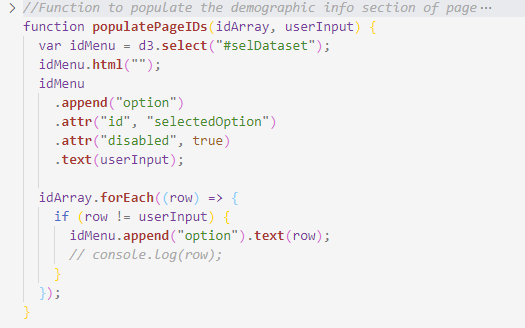 //Function to populate the demographic info section of page…
function populatePageIDs(idArray, userInput) {
  var idMenu = d3.select("#selDataset");
  idMenu.html("");
  idMenu
    .append("option")
    .attr("id", "selectedOption")
    .attr("disabled", true)
    .text(userInput);

  idArray.forEach((row) => {
    if (row != userInput) {
      idMenu.append("option").text(row);
      // console.log(row);
    }
  });
}